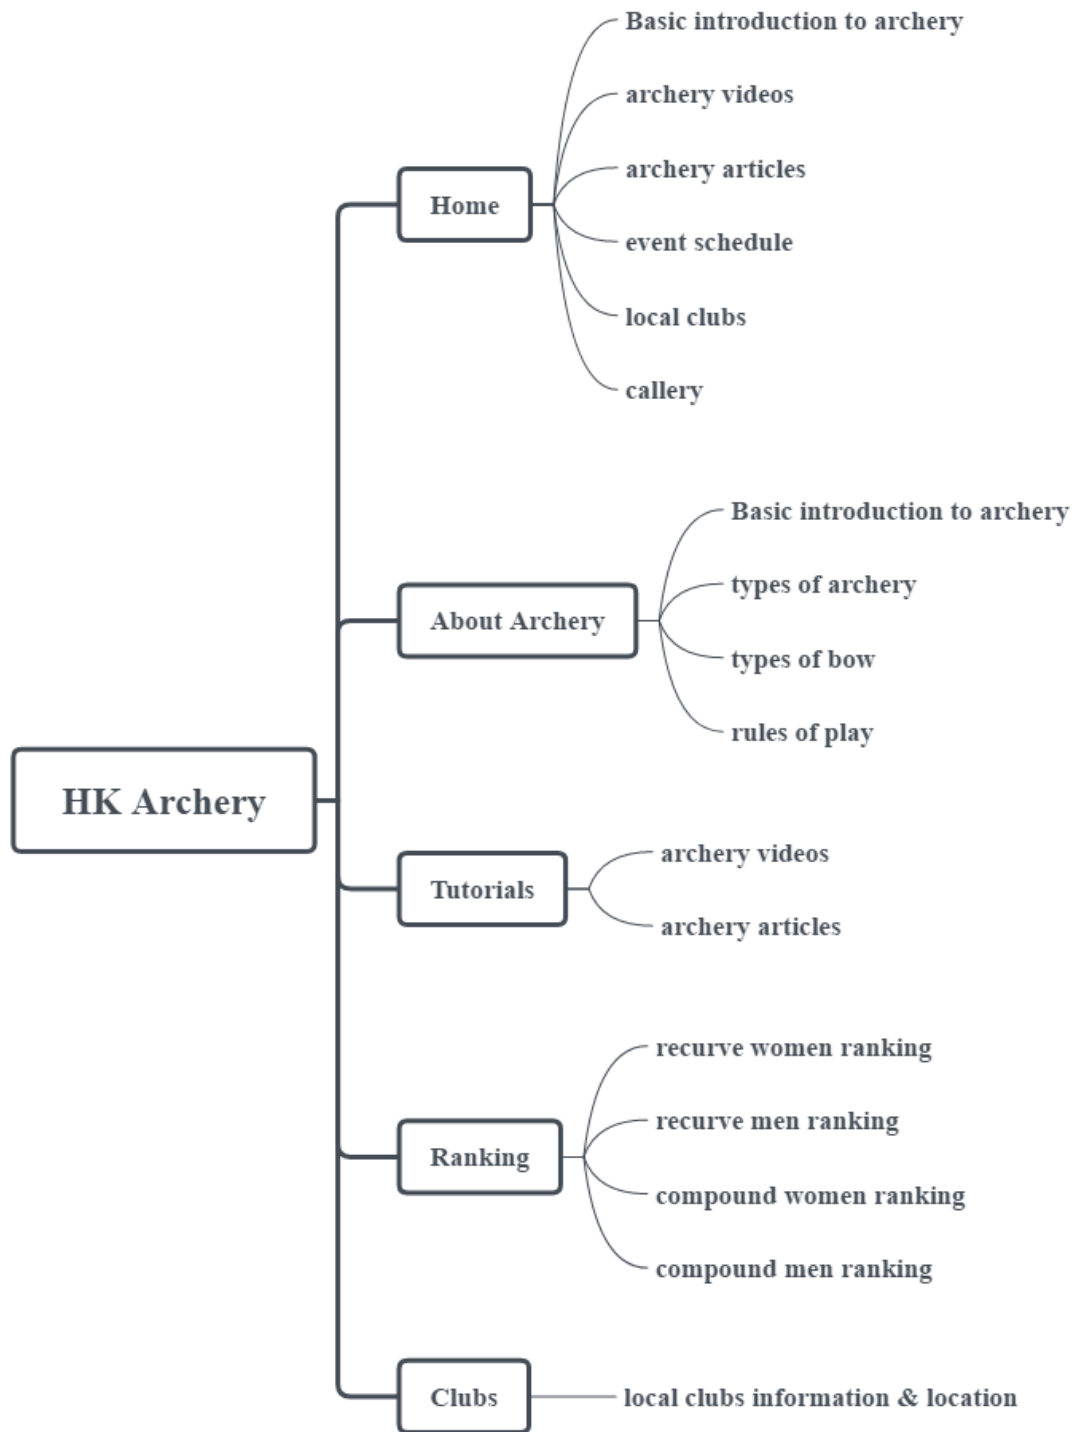 Basic introduction to archery
archery videos
archery articles
Home
event schedule
local clubs
callery
Basic introduction to archery
types of archery
About Archery
types of bow
rules of play
HK Archery
archery videos
Tutorials
archery articles
recurve women ranking
recurve men ranking
Ranking
compound women ranking
compound men ranking
Clubs
local clubs information & location